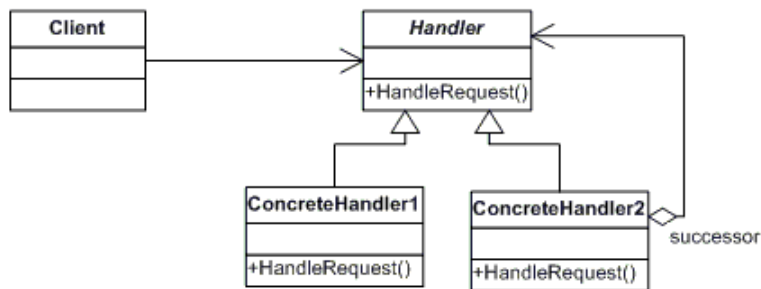 Client
Handler
+HandleRequest()
ConcreteHandler1
+HandleRequest()
ConcreteHandler2
+HandleRequest()
successor